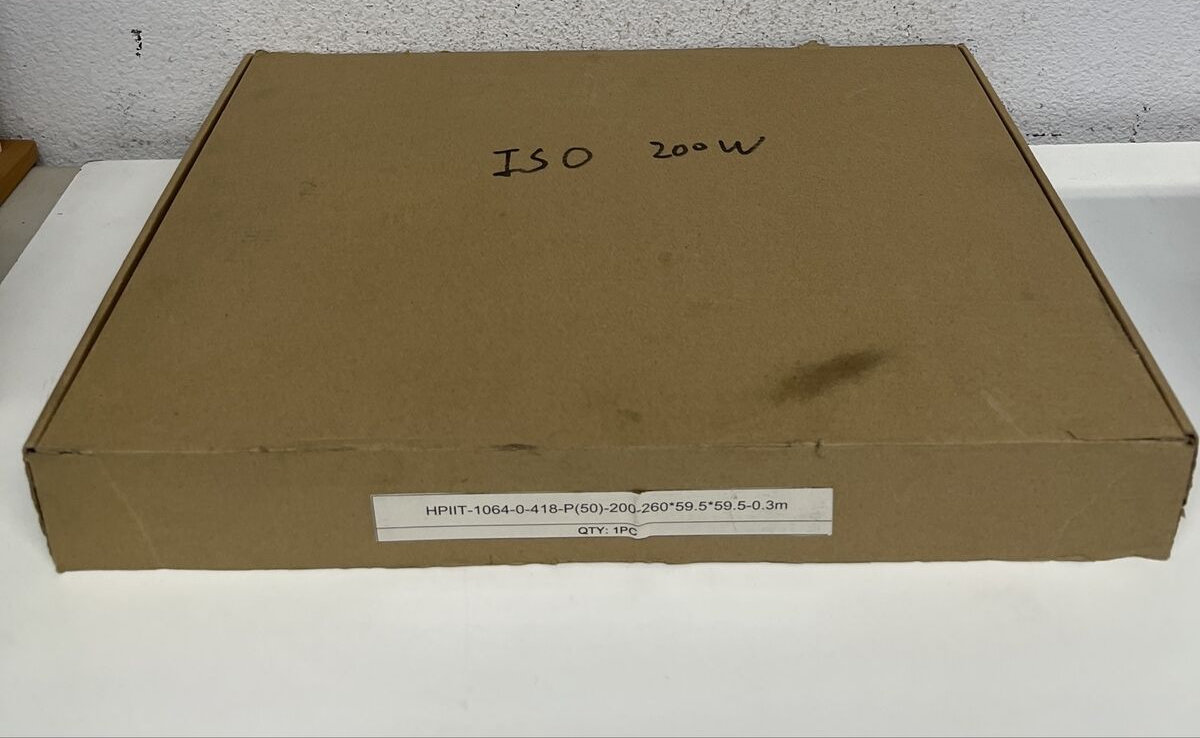 ISO 200W
HPIIT-1064-0-418-P(50)-200-260*59.5*59.5-0.3m
QTY: 1PC